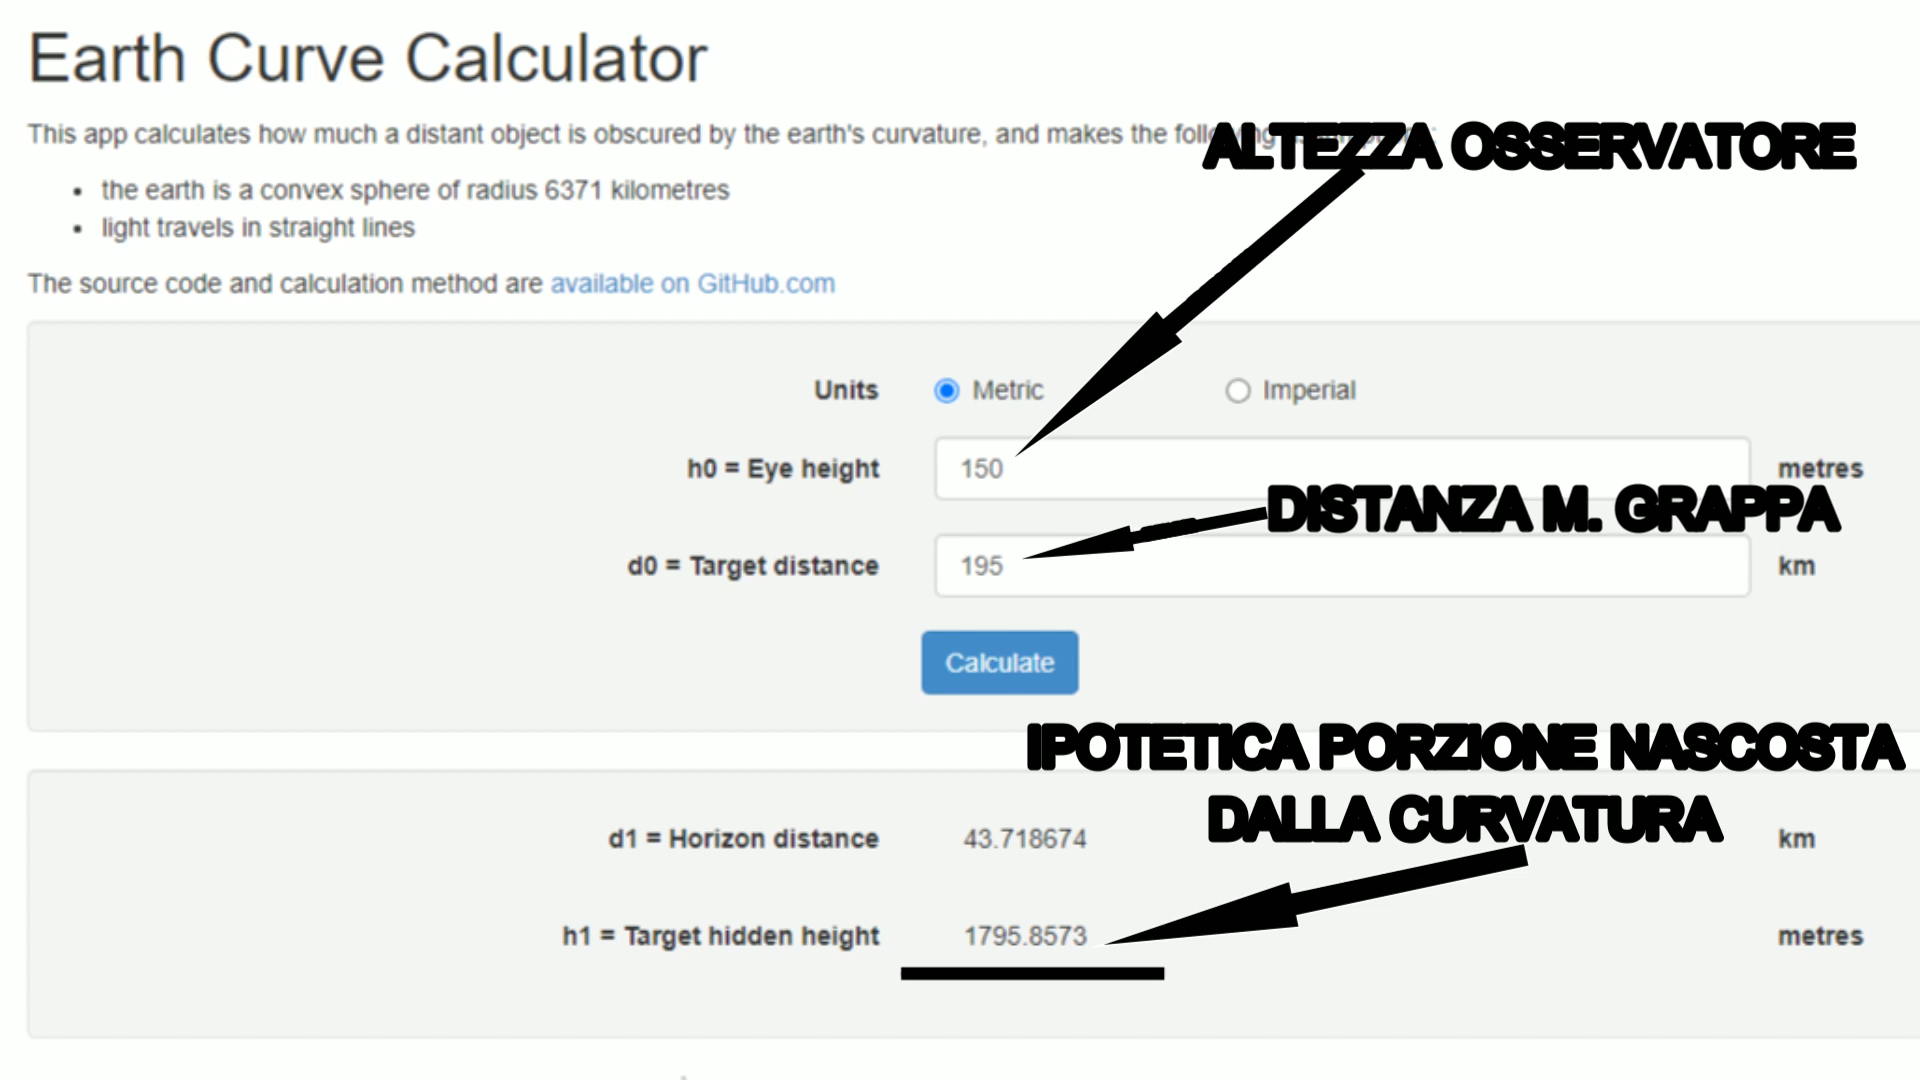 Earth Curve Calculator
This app calculates how much a distant object is obscured by the earth's curvature, and makes the
ALTEZZA OSSERVATORE
the earth is a convex sphere of radius 6371 kilometres
light travels in straight lines
The source code and calculation method are available on GitHub.com
Units Metric Imperial
h0 = Eye height 150 metres
DISTANZA M. GRAPPA
d0 = Target distance 195 km
Calculate
IPOTETICA PORZIONE NASCOSTA
DALLA CURVATURA
d1 = Horizon distance 43.718674 km
h1 = Target hidden height 1795.8573 metres